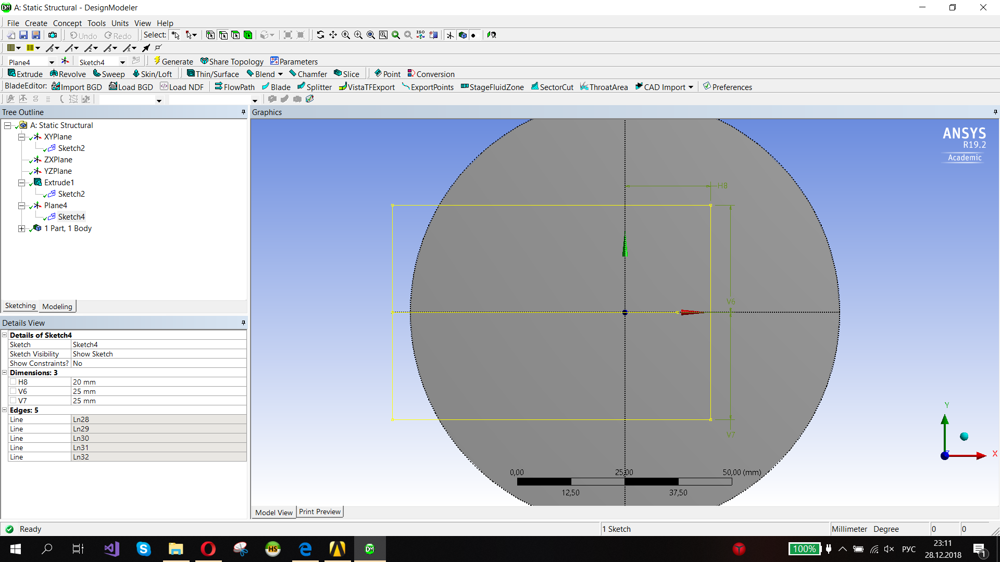 A: Static Structural - DesignModeler
File Create Concept Tools Units View Help
Undo Redo Select: ISO
Plane4 Sketch4 Generate Share Topology Parameters
Extrude Revolve Sweep Skin/Loft Thin/Surface Blend Chamfer Slice Point Conversion
BladeEditor: Import BGD Load BGD Load NDF FlowPath Blade Splitter VistaTFExport ExportPoints StageFluidZone SectorCut ThroatArea CAD Import Preferences
Tree Outline
A: Static Structural
XYPlane
Sketch2
ZXPlane
YZPlane
Extrude1
Sketch2
Plane4
Sketch4
1 Part, 1 Body
Sketching Modeling
Details View
Details of Sketch4
Sketch Sketch4
Sketch Visibility Show Sketch
Show Constraints? No
Dimensions: 3
H8 20 mm
V6 25 mm
V7 25 mm
Edges: 5
Line Ln28
Line Ln29
Line Ln30
Line Ln31
Line Ln32
Graphics
ANSYS
R19.2
Academic
H8
V6
V7
Y
X
0,00 25,00 50,00 (mm)
12,50 37,50
Model View Print Preview
Ready 1 Sketch Millimeter Degree 0 0
HS DM 100% РУС 23:11
28.12.2018 1